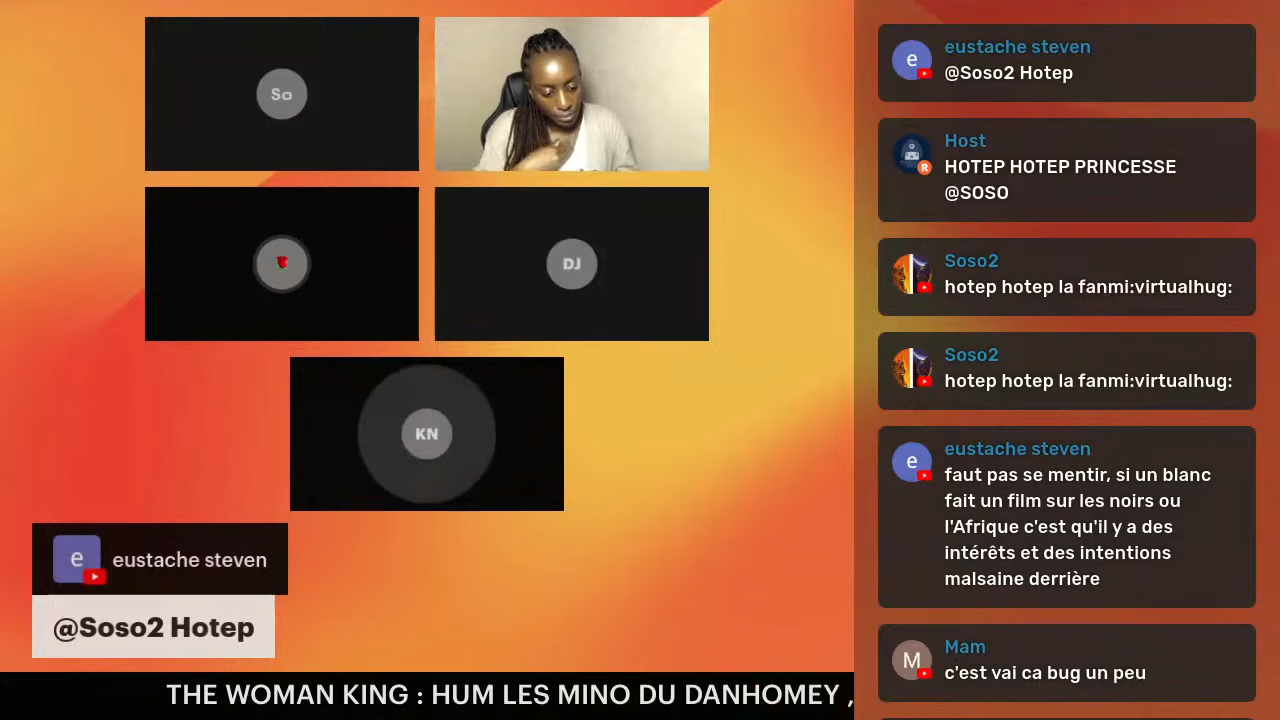 So
DJ
KN
e
eustache steven
@Soso2 Hotep
THE WOMAN KING : HUM LES MINO DU DANHOMEY ,
e
eustache steven
@Soso2 Hotep
Host
HOTEP HOTEP PRINCESSE
@SOSO
R
Soso2
hotep hotep la fanmi:virtualhug:
Soso2
hotep hotep la fanmi:virtualhug:
e
eustache steven
faut pas se mentir, si un blanc
fait un film sur les noirs ou
l'Afrique c'est qu'il y a des
intérêts et des intentions
malsaine derrière
M
Mam
c'est vai ca bug un peu